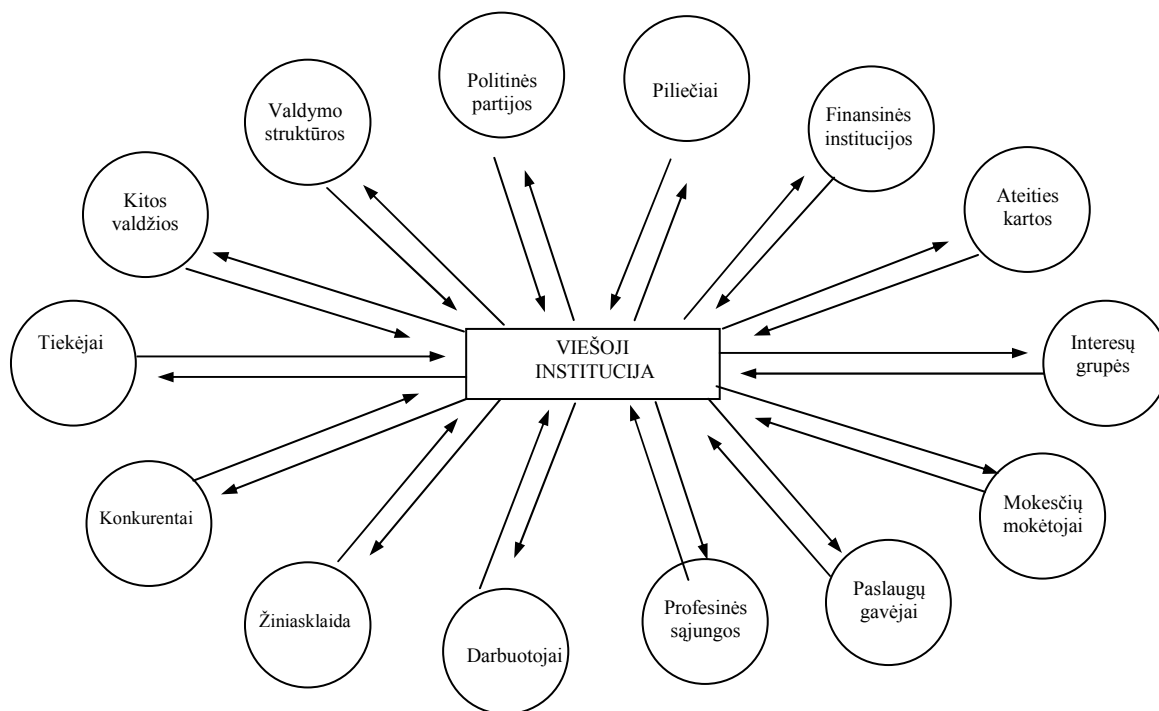 Politinės
partijos
Piliečiai
Valdymo
struktūros
Finansinės
institucijos
Kitos
valdžios
Ateities
kartos
Tiekėjai
VIEŠOJI
INSTITUCIJA
Interesų
grupės
Konkurentai
Mokesčių
mokėtojai
Žiniasklaida
Darbuotojai
Profesinės
sąjungos
Paslaugų
gavėjai